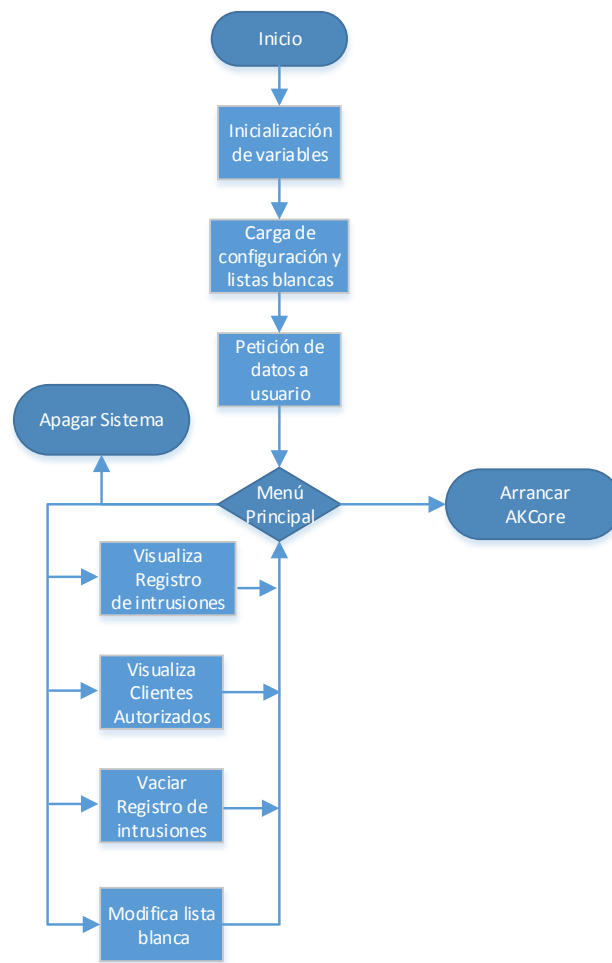 Inicio
Inicialización
de variables
Carga de
configuración y
listas blancas
Petición de
datos a
usuario
Apagar Sistema
Menú
Principal
Arrancar
AKCore
Visualiza
Registro
de intrusiones
Visualiza
Clientes
Autorizados
Vaciar
Registro de
intrusiones
Modifica lista
blanca